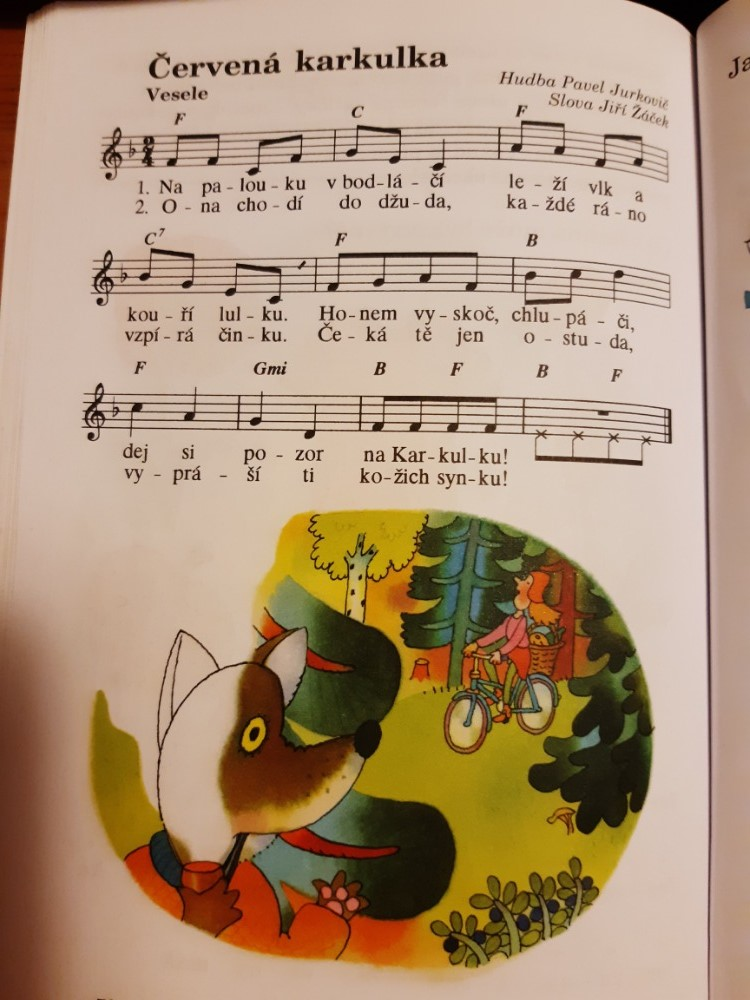 Červená karkulka
Vesele
Hudba Pavel Jurkovič
Slova Jiří Žáček
F C F
2 4
1. Na pa - lou - ku v bod - lá - čí le - ží vlk a
2. O - na cho - dí do džu - da, ka - ždé rá - no
C7 F B
kou - ří lul - ku. Ho - nem vy - skoč, chlu - pá - či,
vzpí - rá čin - ku. Če - ká tě jen o - stu - da,
F Gmi B F B F
dej si po - zor na Kar - kul - ku!
vy - prá - ší ti ko - žich syn - ku!